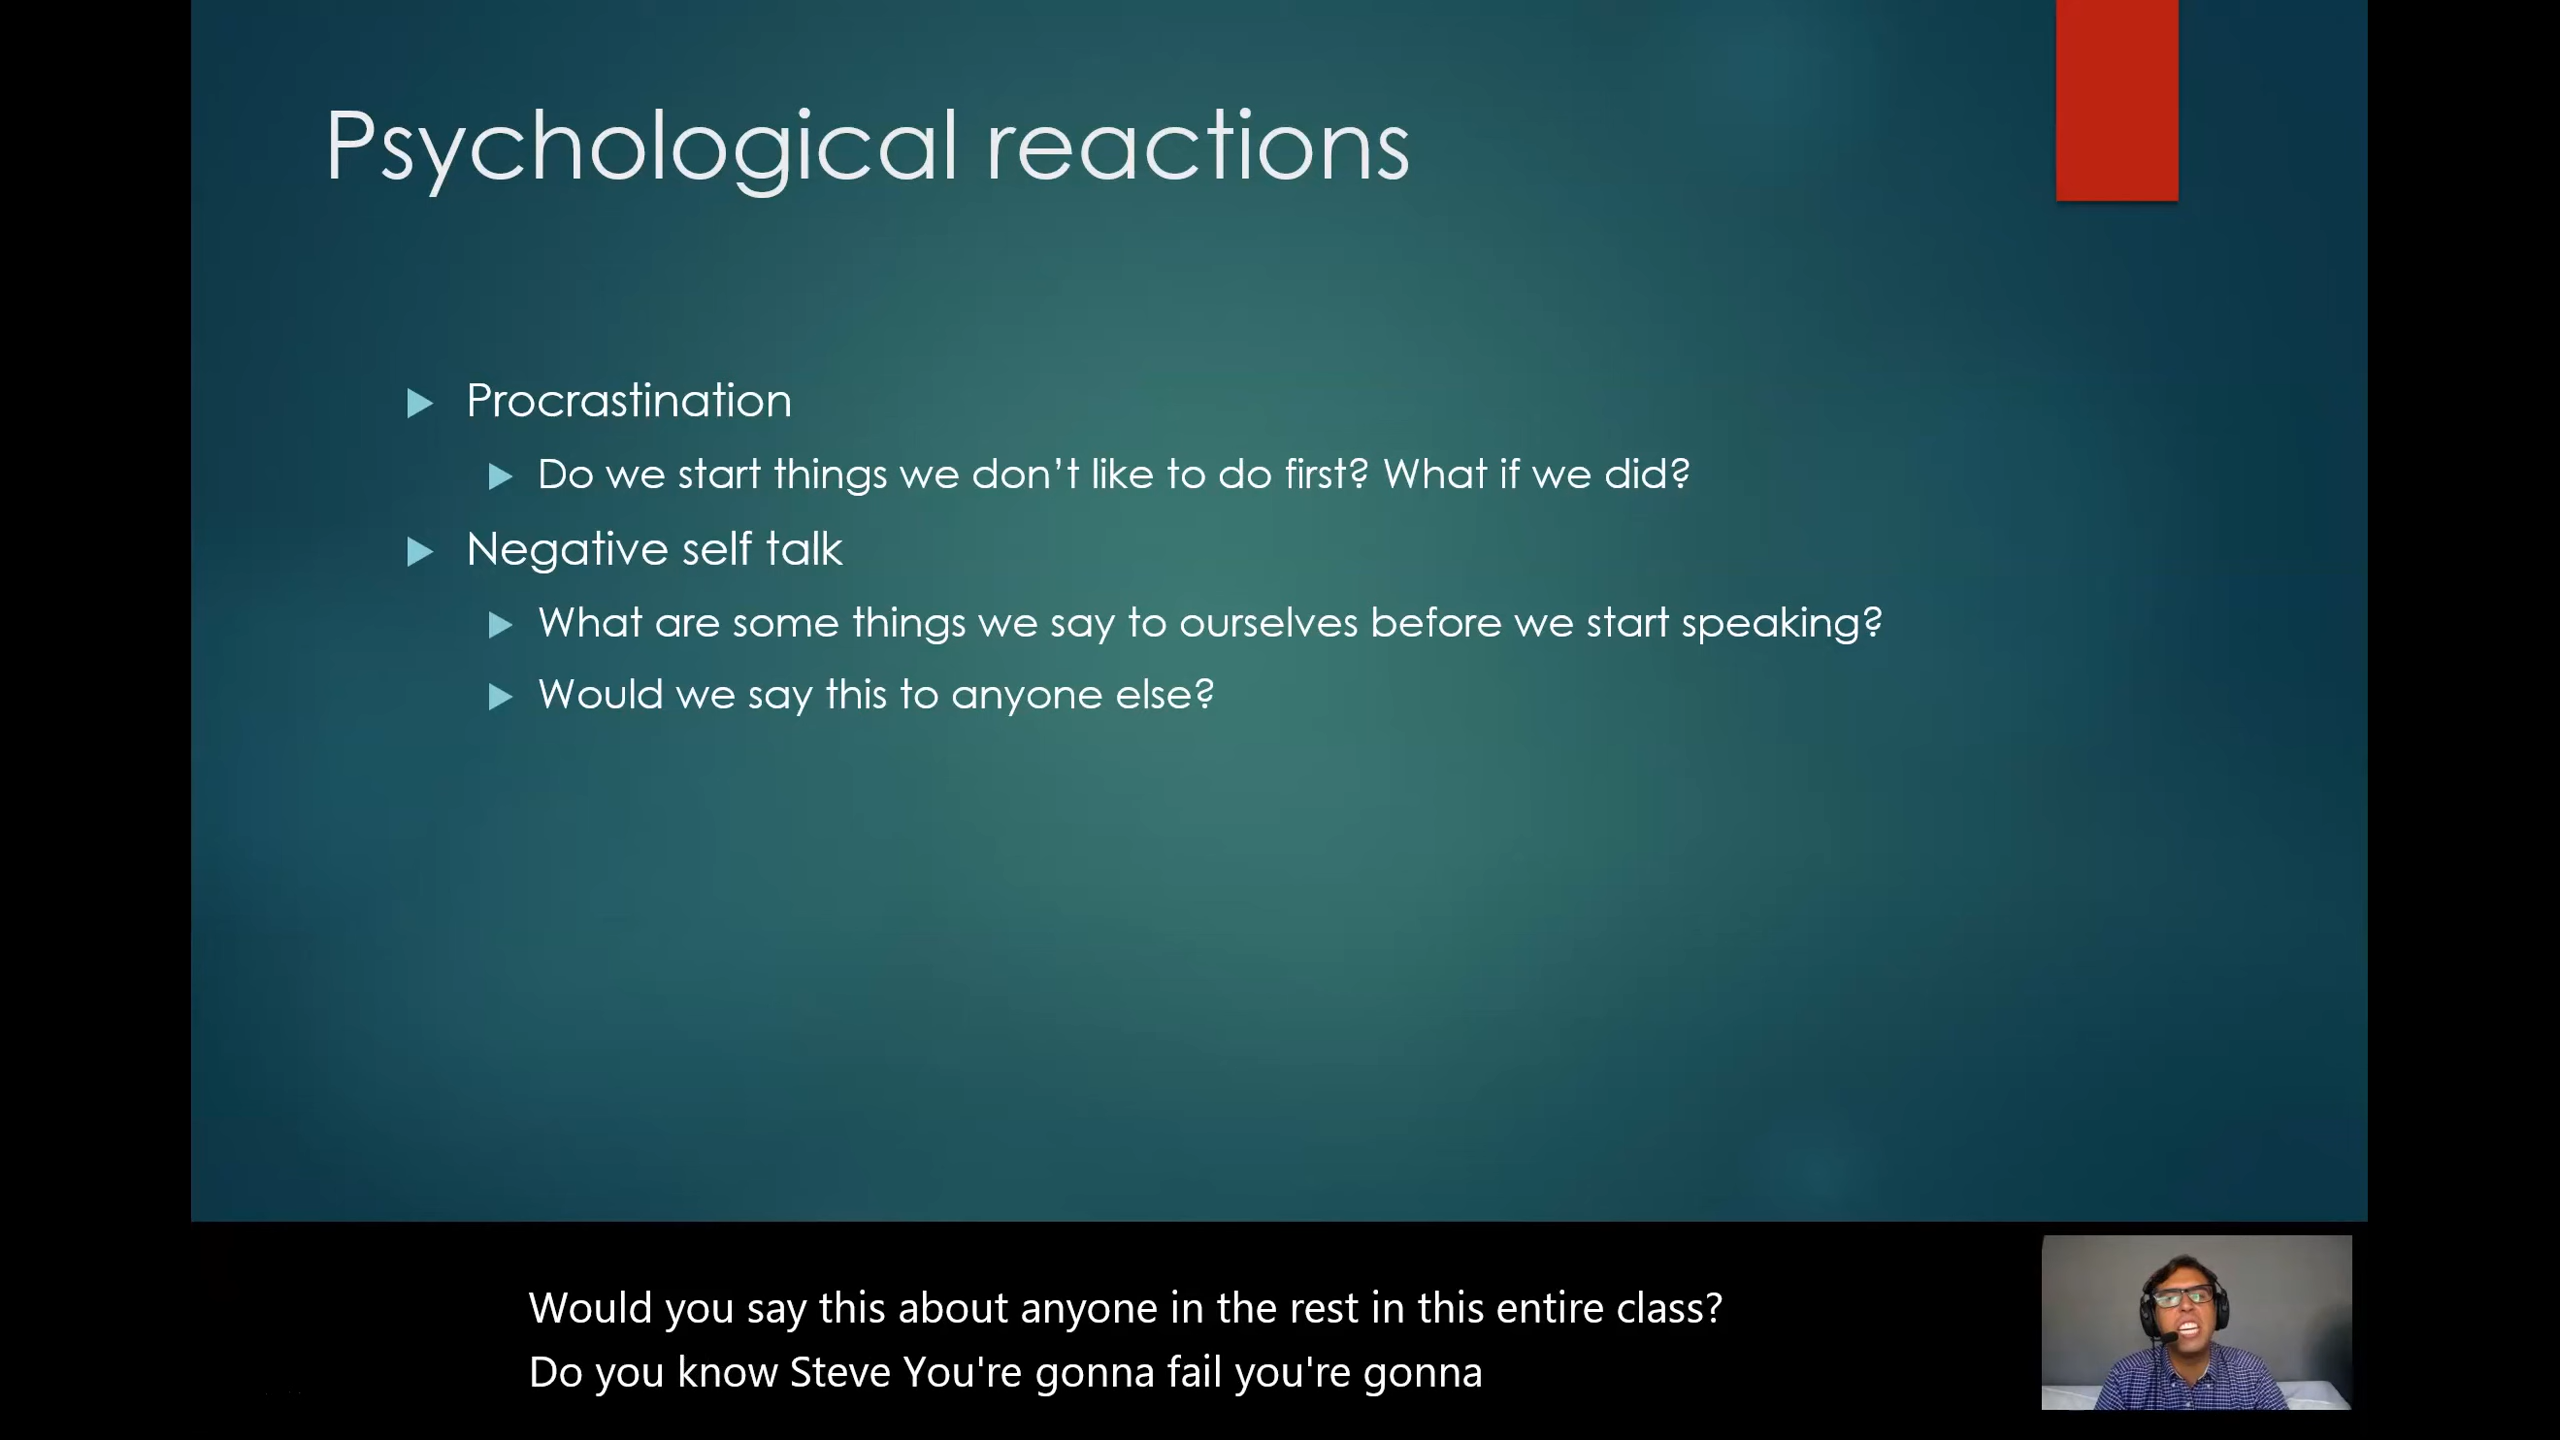 Psychological reactions
Procrastination
Do we start things we don’t like to do first? What if we did?
Negative self talk
What are some things we say to ourselves before we start speaking?
Would we say this to anyone else?
Would you say this about anyone in the rest in this entire class?
Do you know Steve You're gonna fail you're gonna